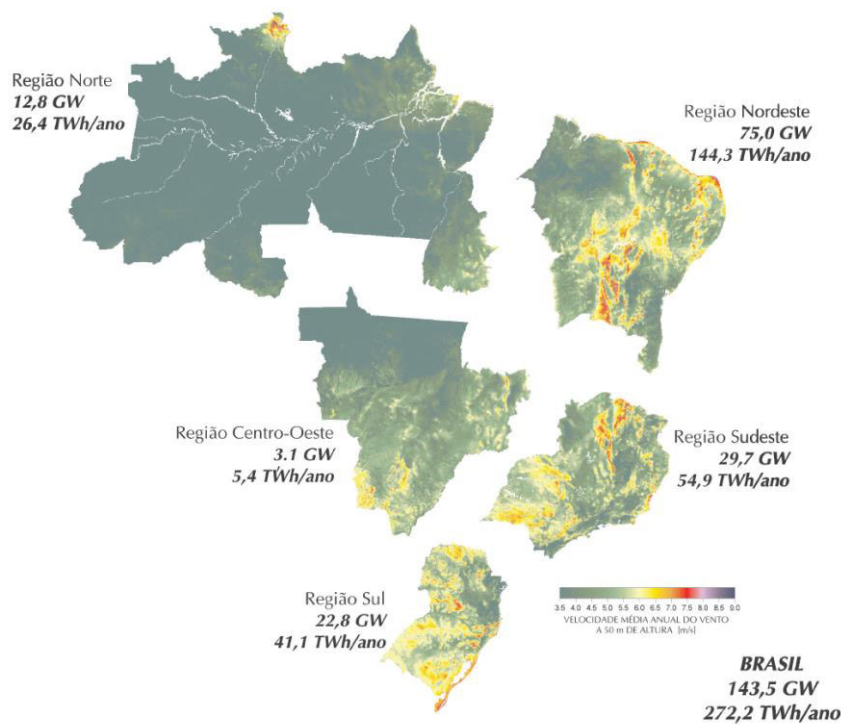 Região Norte
12,8 GW
26,4 TWh/ano
Região Nordeste
75,0 GW
144,3 TWh/ano
Região Centro-Oeste
3.1 GW
5,4 TWh/ano
Região Sudeste
29,7 GW
54,9 TWh/ano
Região Sul
22,8 GW
41,1 TWh/ano
3.5 4.0 4.5 5.0 5.5 6.0 6.5 7.0 7.5 8.0 8.5 9.0
VELOCIDADE MÉDIA ANUAL DO VENTO
A 50 m DE ALTURA [m/s]
BRASIL
143,5 GW
272,2 TWh/ano